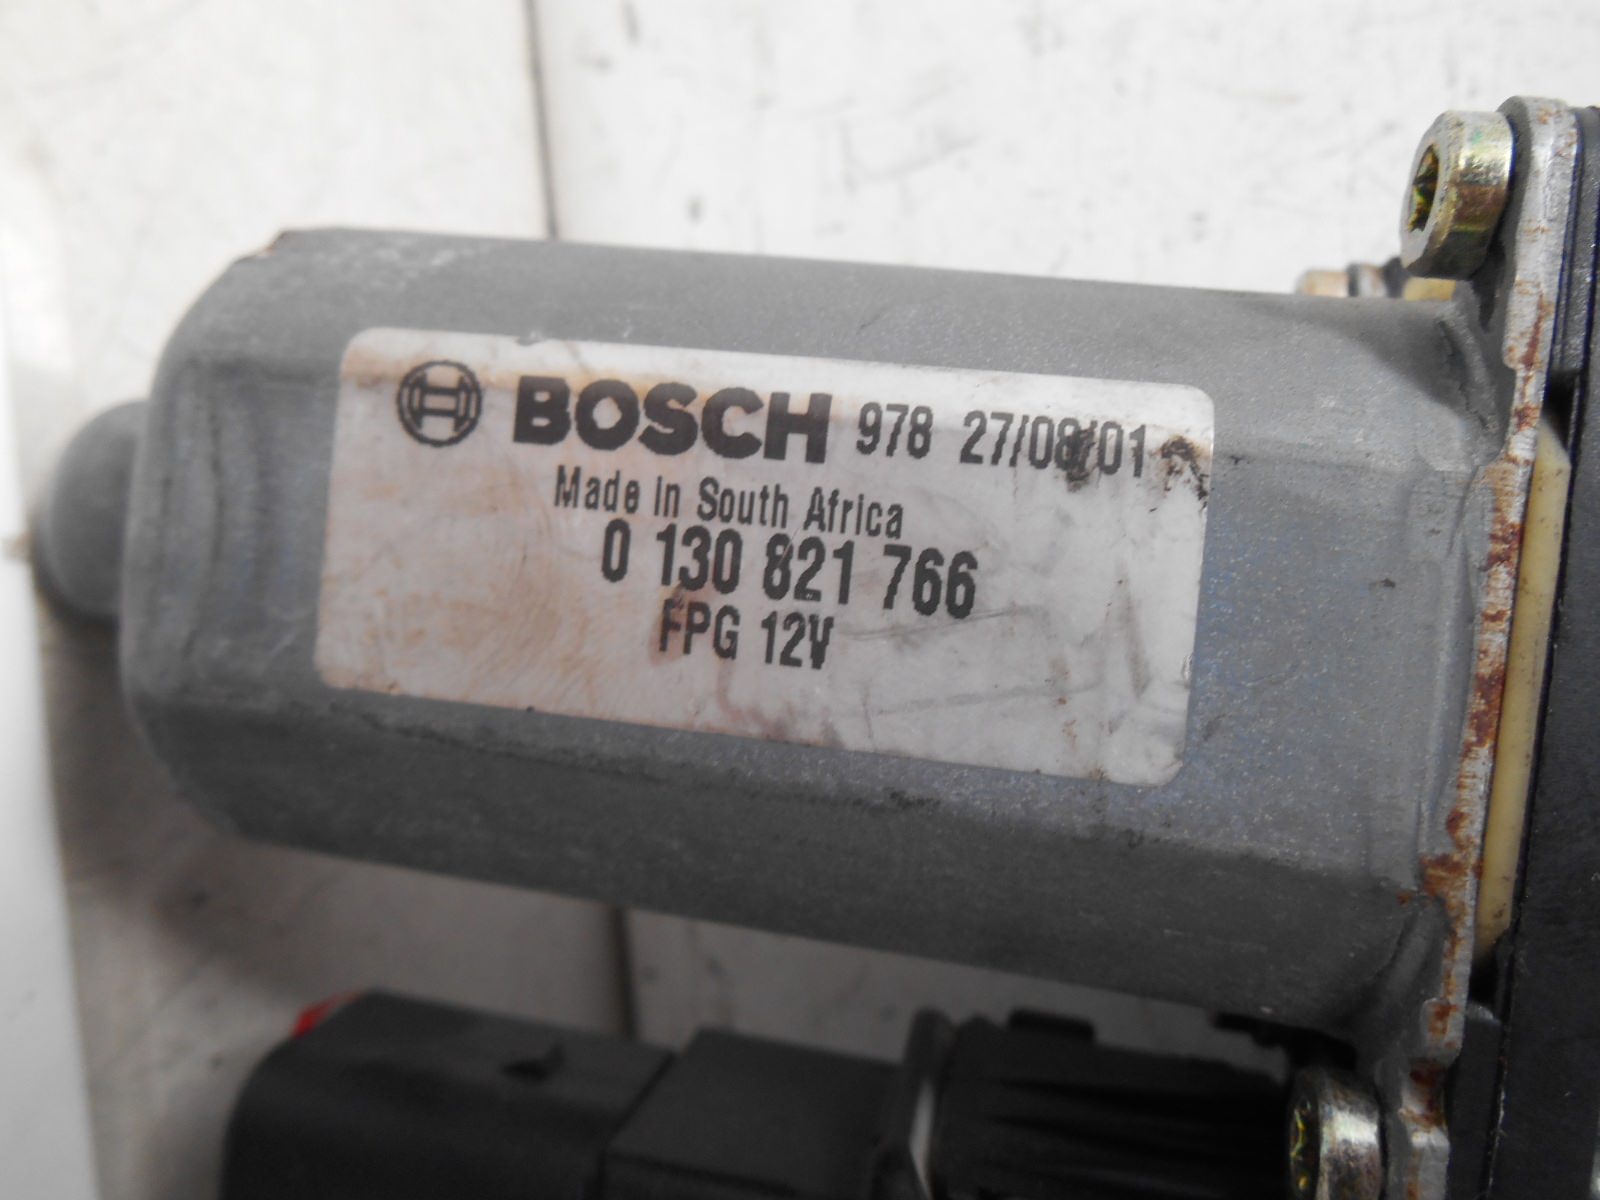 BOSCH 978 27/08/01
Made in South Africa
0 130 821 766
FPG 12V